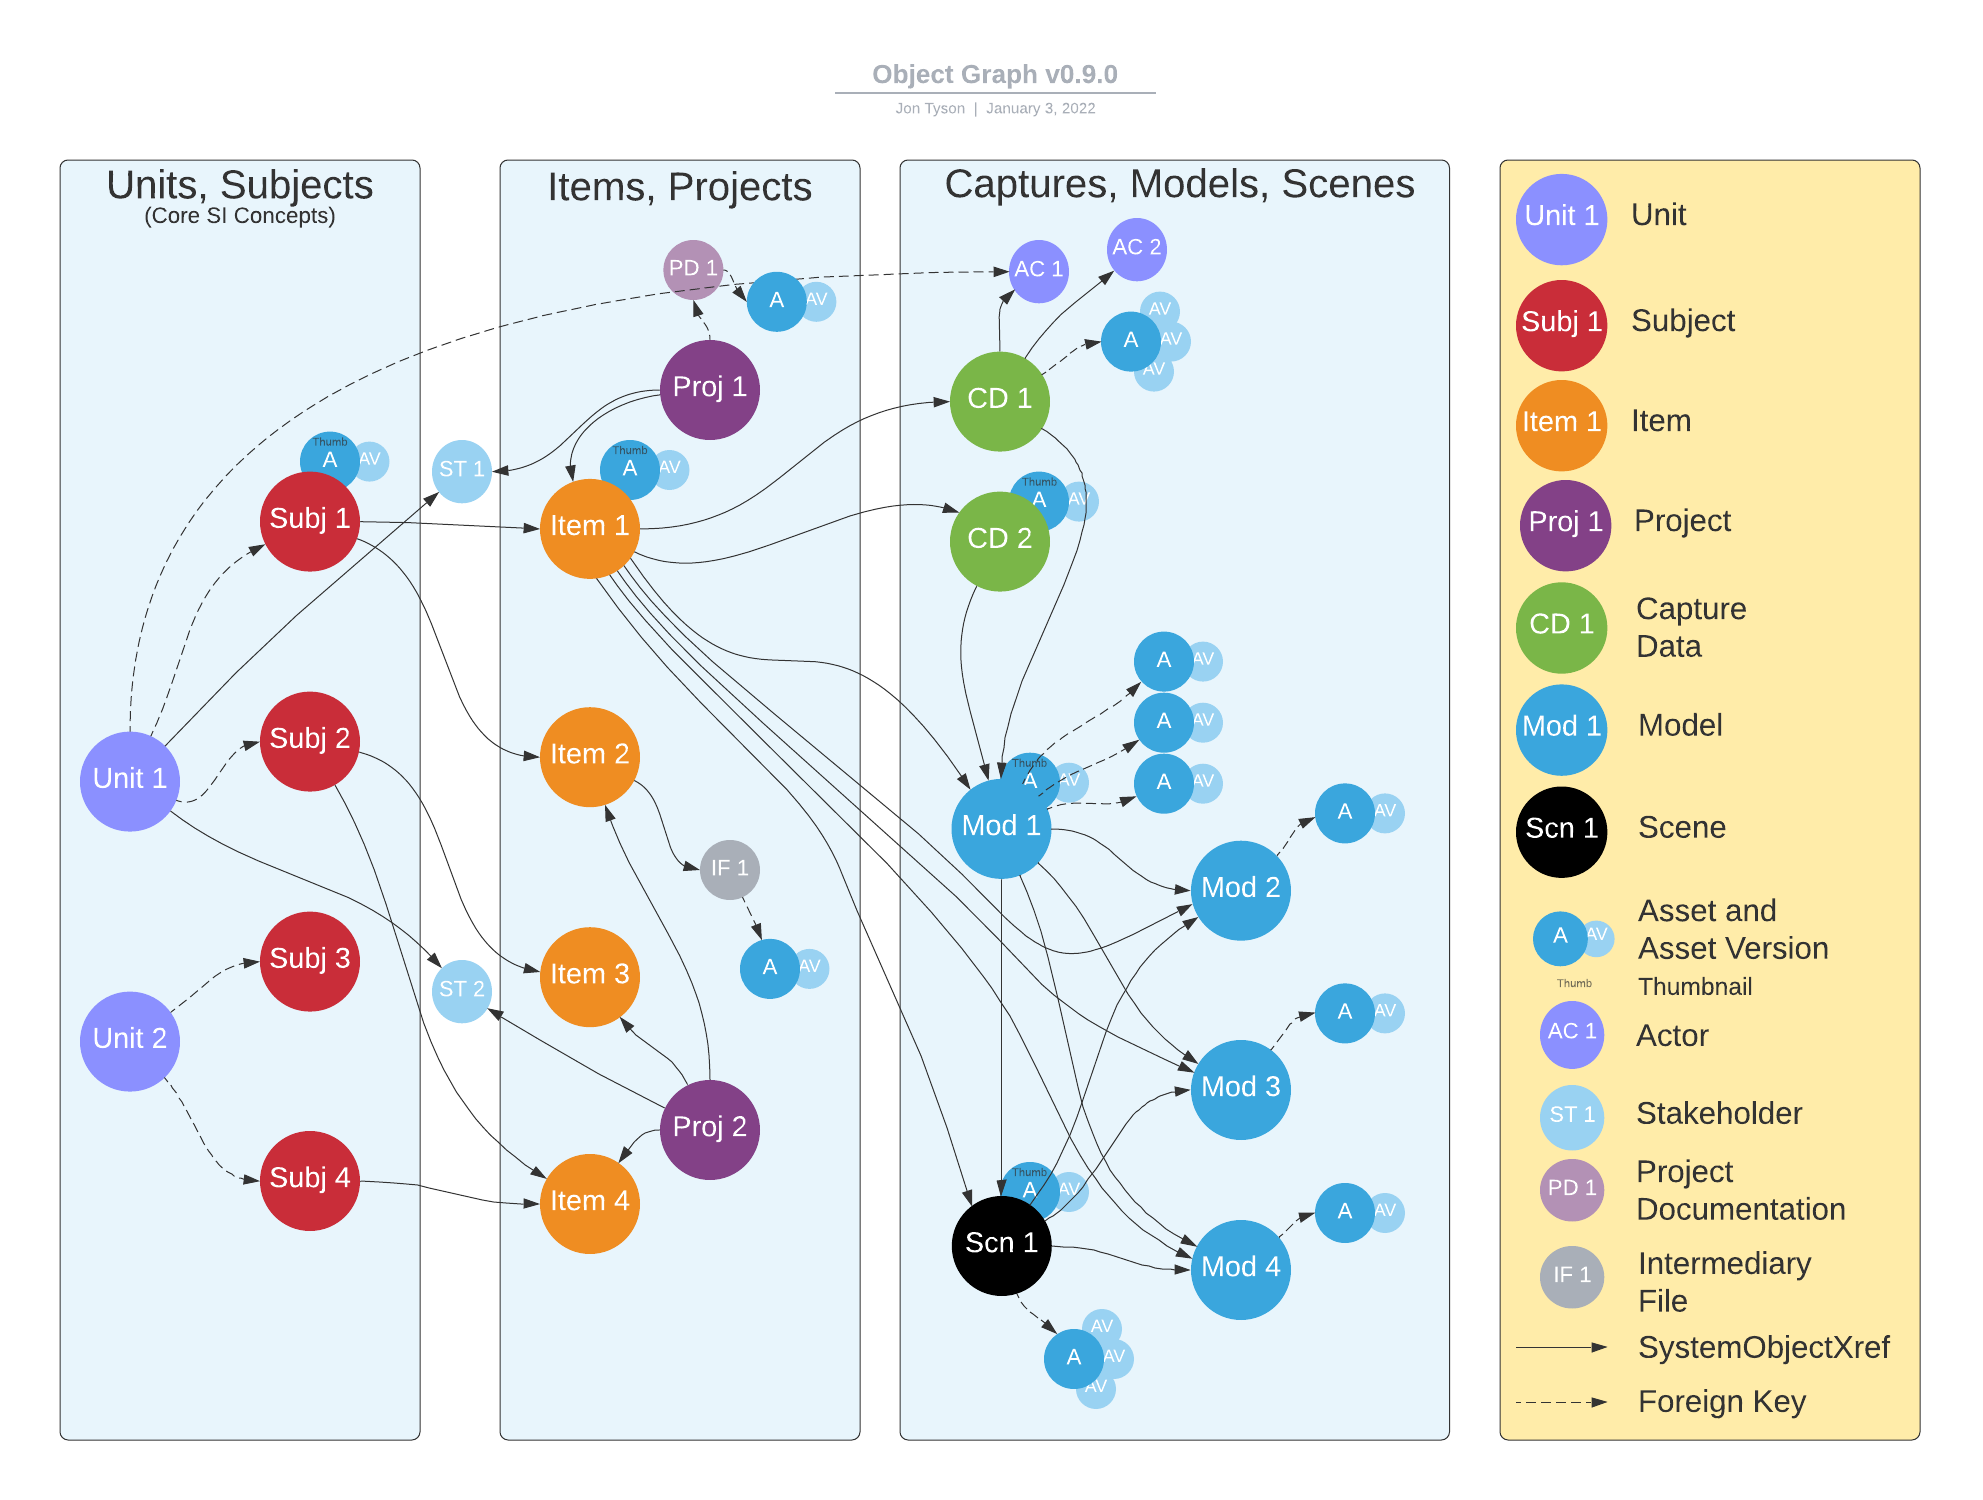 Object Graph v0.9.0
Jon Tyson | January 3, 2022
Units, Subjects
(Core SI Concepts)
Thumb
A
AV
Subj 1
ST 1
Subj 2
Unit 1
Subj 3
ST 2
Unit 2
Subj 4
Items, Projects
PD 1
A
AV
Proj 1
Thumb
A
AV
Item 1
Item 2
IF 1
A
AV
Item 3
Proj 2
Item 4
Captures, Models, Scenes
AC 1
AC 2
AV
A
AV
AV
CD 1
Thumb
A
AV
CD 2
A
AV
A
AV
A
AV
Thumb
A
AV
Mod 1
A
AV
Mod 2
A
AV
Mod 3
Thumb
A
AV
Scn 1
A
AV
Mod 4
AV
A
AV
AV
Unit 1
Unit
Subj 1
Subject
Item 1
Item
Proj 1
Project
CD 1
Capture
Data
Mod 1
Model
Scn 1
Scene
A
AV
Asset and
Asset Version
Thumb
Thumbnail
AC 1
Actor
ST 1
Stakeholder
PD 1
Project
Documentation
IF 1
Intermediary
File
SystemObjectXref
Foreign Key